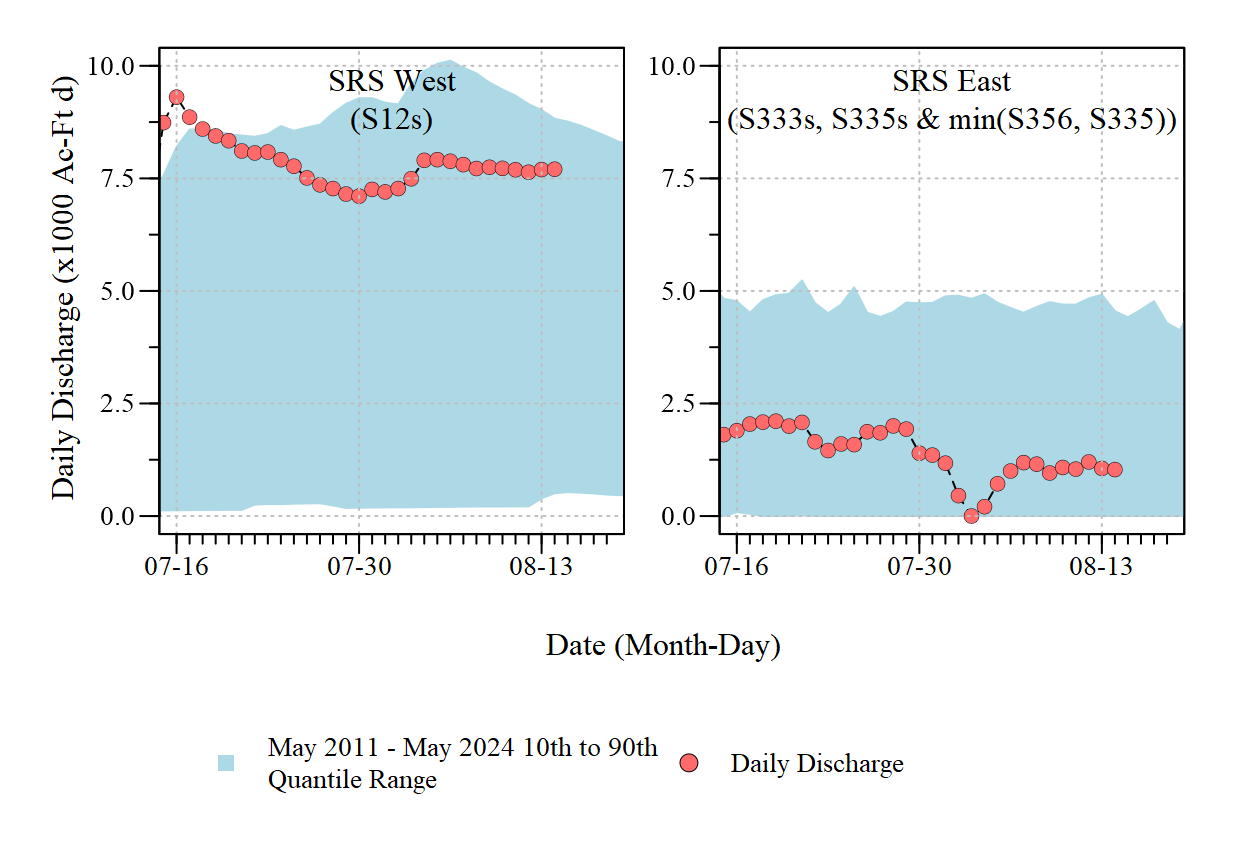 Daily Discharge (x1000 Ac-Ft d)
10.0
7.5
5.0
2.5
0.0
SRS West
(S12s)
07-16
07-30
08-13
10.0
7.5
5.0
2.5
0.0
SRS East
(S333s, S335s & min(S356, S335))
07-16
07-30
08-13
Date (Month-Day)
May 2011 - May 2024 10th to 90th
Quantile Range
Daily Discharge